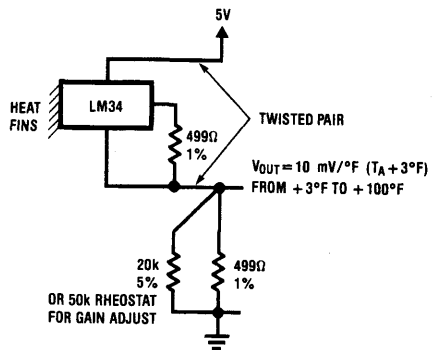 5V
HEAT
FINS
LM34
TWISTED PAIR
499Ω
1%
VOUT=10 mV/°F (TA+3°F)
FROM +3°F TO +100°F
20k
5%
499Ω
1%
OR 50k RHEOSTAT
FOR GAIN ADJUST